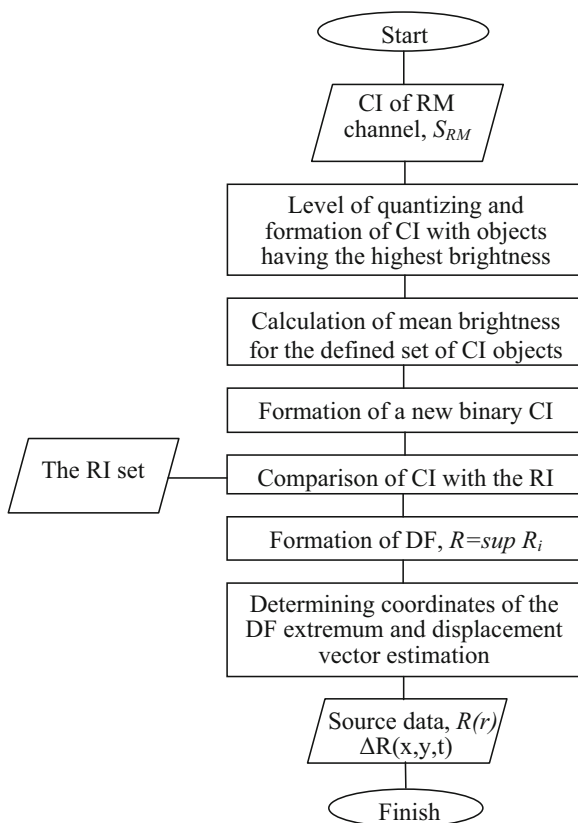 Start
CI of RM
channel, S_RM
Level of quantizing and
formation of CI with objects
having the highest brightness
Calculation of mean brightness
for the defined set of CI objects
Formation of a new binary CI
The RI set
Comparison of CI with the RI
Formation of DF, R=sup R_i
Determining coordinates of the
DF extremum and displacement
vector estimation
Source data, R(r)
ΔR(x,y,t)
Finish